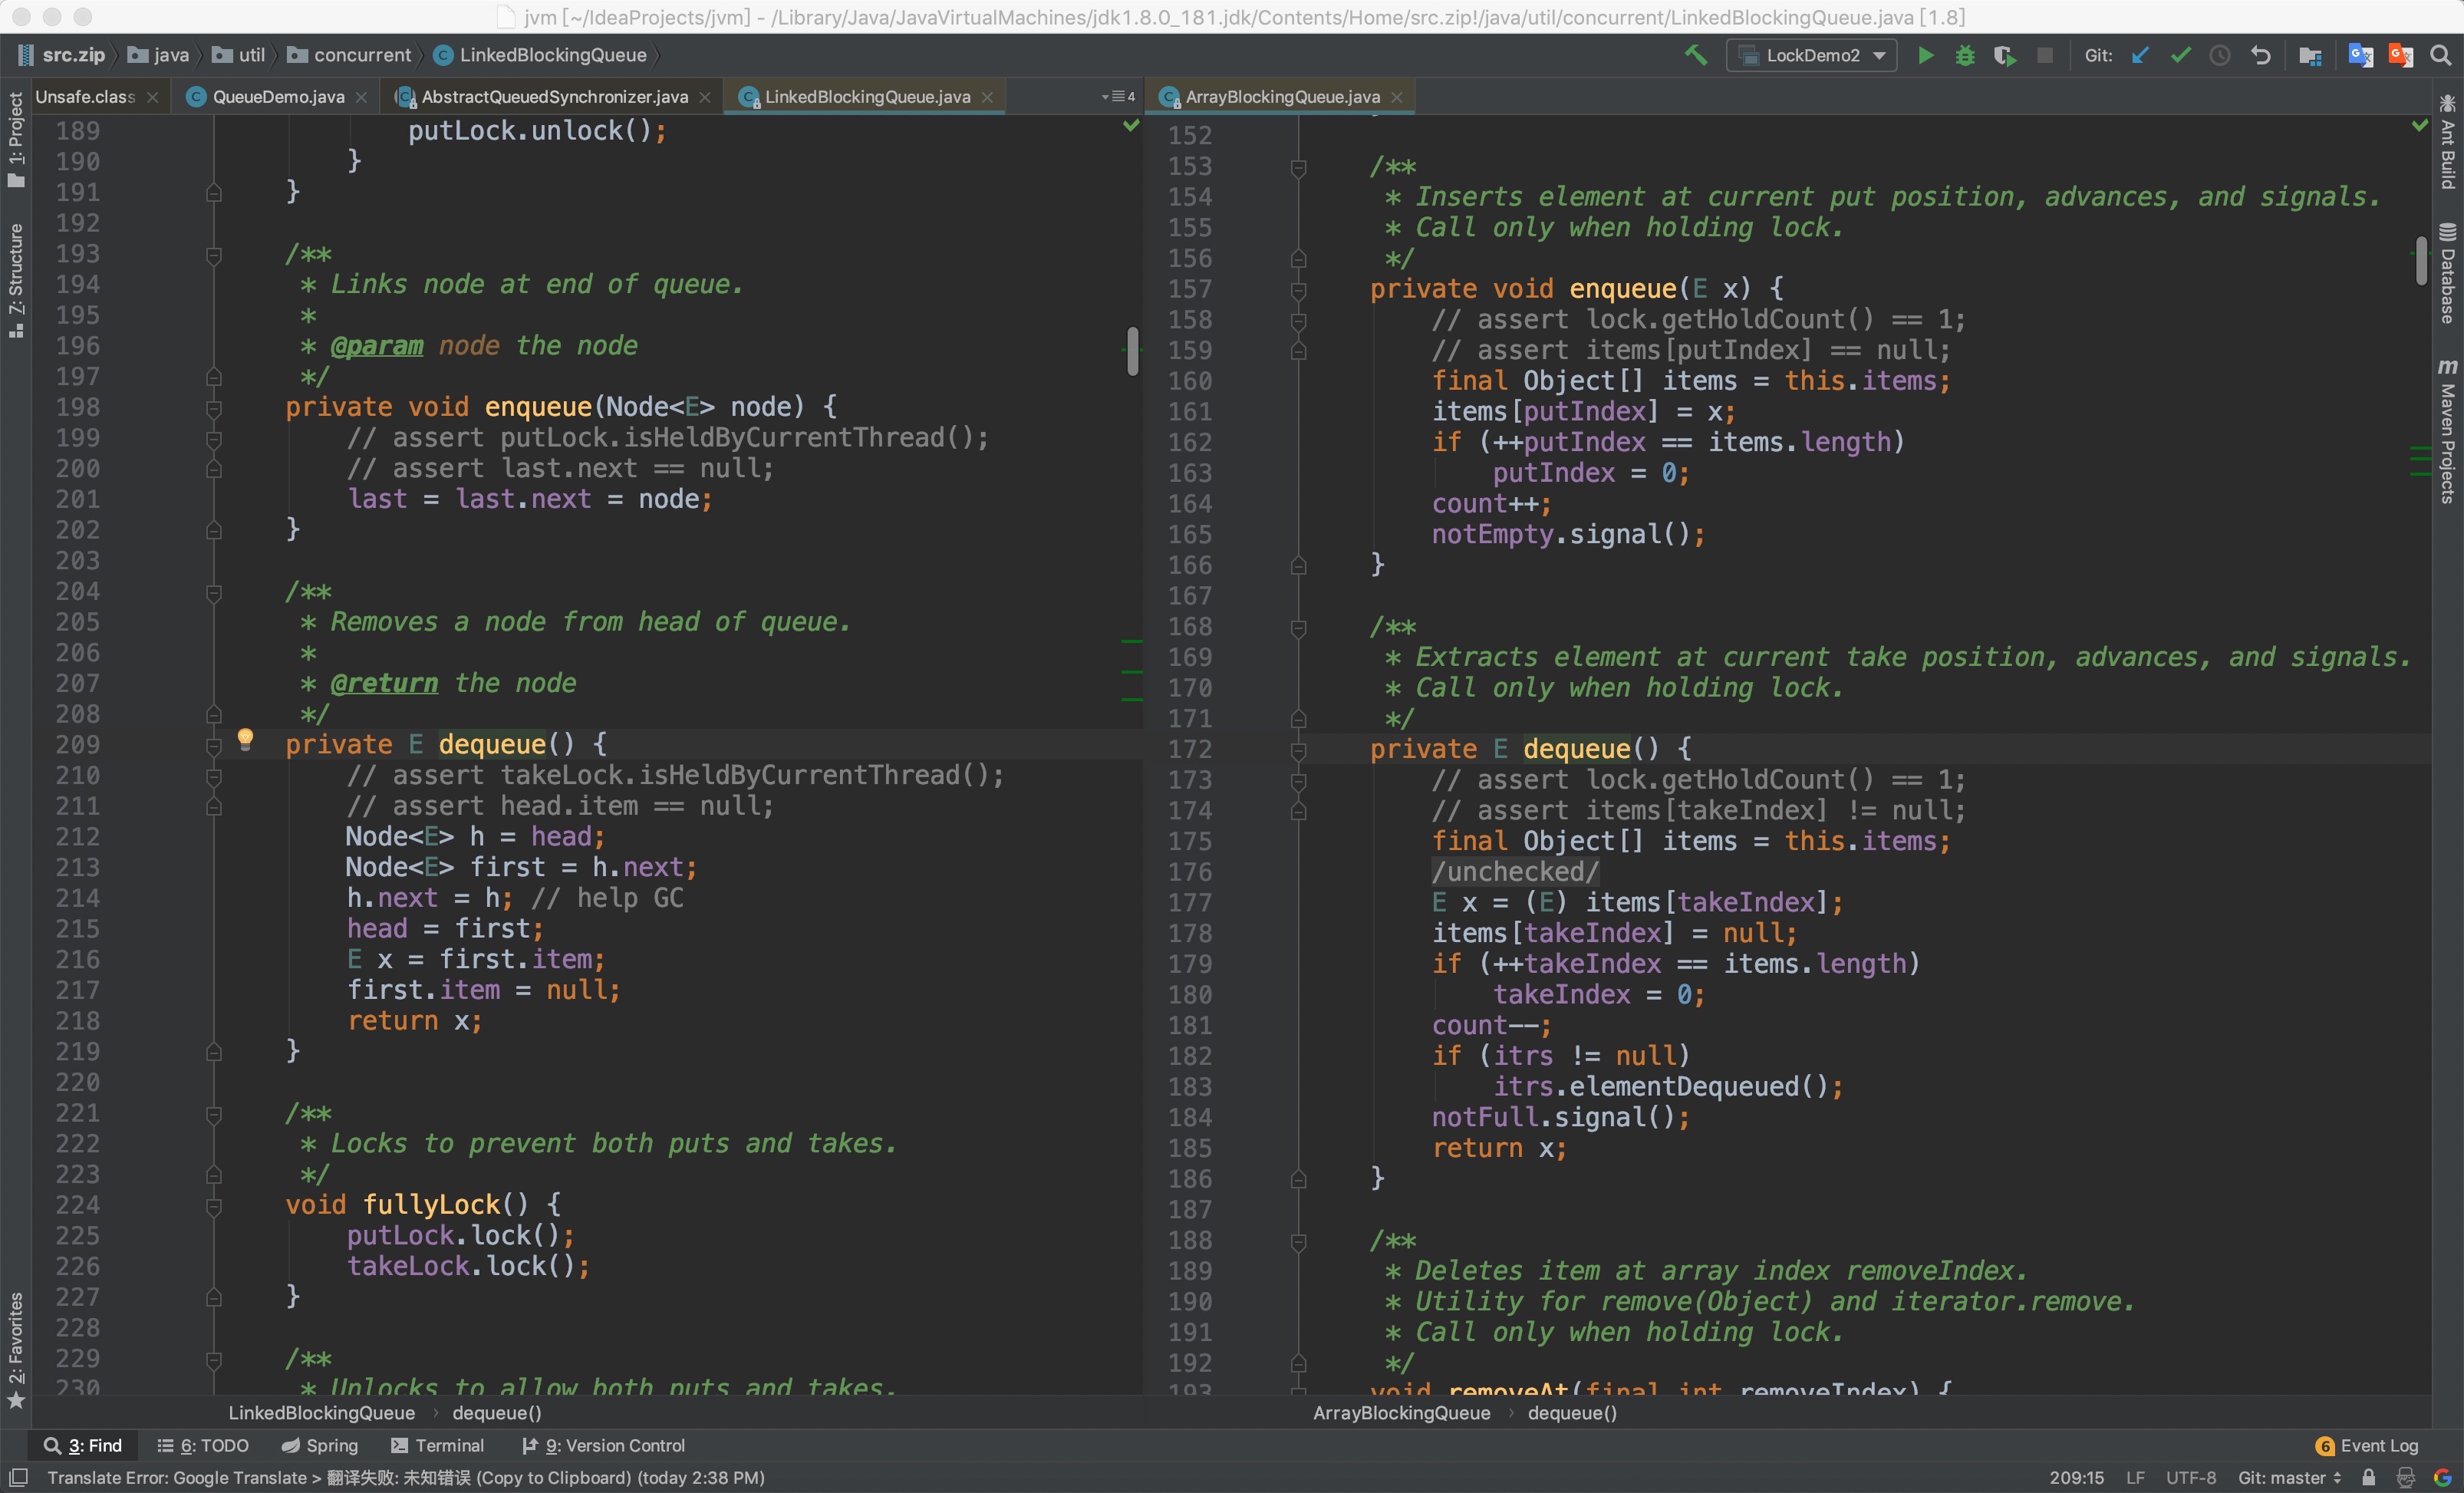 jvm [~/IdeaProjects/jvm] - /Library/Java/JavaVirtualMachines/jdk1.8.0_181.jdk/Contents/Home/src.zip!/java/util/concurrent/LinkedBlockingQueue.java [1.8]
src.zip java util concurrent LinkedBlockingQueue LockDemo2 Git:
Unsafe.class QueueDemo.java AbstractQueuedSynchronizer.java LinkedBlockingQueue.java 4 ArrayBlockingQueue.java
1: Project
Z: Structure
2: Favorites
189 putLock.unlock();
190 }
191 }
192
193 /**
194 * Links node at end of queue.
195 *
196 * @param node the node
197 */
198 private void enqueue(Node<E> node) {
199 // assert putLock.isHeldByCurrentThread();
200 // assert last.next == null;
201 last = last.next = node;
202 }
203
204 /**
205 * Removes a node from head of queue.
206 *
207 * @return the node
208 */
209 private E dequeue() {
210 // assert takeLock.isHeldByCurrentThread();
211 // assert head.item == null;
212 Node<E> h = head;
213 Node<E> first = h.next;
214 h.next = h; // help GC
215 head = first;
216 E x = first.item;
217 first.item = null;
218 return x;
219 }
220
221 /**
222 * Locks to prevent both puts and takes.
223 */
224 void fullyLock() {
225 putLock.lock();
226 takeLock.lock();
227 }
228
229 /**
230 * Unlocks to allow both puts and takes.
LinkedBlockingQueue dequeue()
152
153 /**
154 * Inserts element at current put position, advances, and signals.
155 * Call only when holding lock.
156 */
157 private void enqueue(E x) {
158 // assert lock.getHoldCount() == 1;
159 // assert items[putIndex] == null;
160 final Object[] items = this.items;
161 items[putIndex] = x;
162 if (++putIndex == items.length)
163 putIndex = 0;
164 count++;
165 notEmpty.signal();
166 }
167
168 /**
169 * Extracts element at current take position, advances, and signals.
170 * Call only when holding lock.
171 */
172 private E dequeue() {
173 // assert lock.getHoldCount() == 1;
174 // assert items[takeIndex] != null;
175 final Object[] items = this.items;
176 /unchecked/
177 E x = (E) items[takeIndex];
178 items[takeIndex] = null;
179 if (++takeIndex == items.length)
180 takeIndex = 0;
181 count--;
182 if (itrs != null)
183 itrs.elementDequeued();
184 notFull.signal();
185 return x;
186 }
187
188 /**
189 * Deletes item at array index removeIndex.
190 * Utility for remove(Object) and iterator.remove.
191 * Call only when holding lock.
192 */
193 void removeAt(final int removeIndex) {
ArrayBlockingQueue dequeue()
Ant Build
Database
Maven Projects
3: Find 6: TODO Spring Terminal 9: Version Control 6 Event Log
Translate Error: Google Translate > 翻译失败: 未知错误 (Copy to Clipboard) (today 2:38 PM) 209:15 LF UTF-8 Git: master